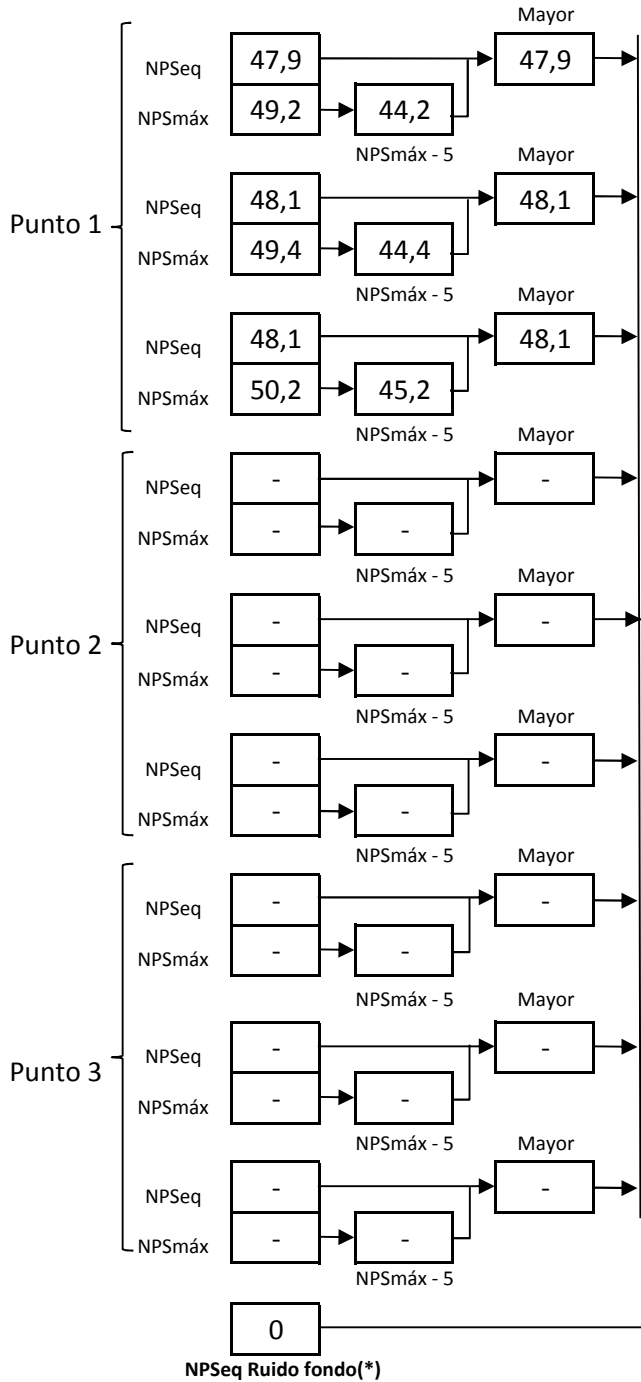 Mayor
NPSeq 47,9 47,9
NPSmáx 49,2 44,2
NPSmáx - 5 Mayor
Punto 1
NPSeq 48,1 48,1
NPSmáx 49,4 44,4
NPSmáx - 5 Mayor
NPSeq 48,1 48,1
NPSmáx 50,2 45,2
NPSmáx - 5 Mayor
NPSeq - -
NPSmáx - -
NPSmáx - 5 Mayor
Punto 2
NPSeq - -
NPSmáx - -
NPSmáx - 5 Mayor
NPSeq - -
NPSmáx - -
NPSmáx - 5 Mayor
NPSeq - -
NPSmáx - -
NPSmáx - 5 Mayor
Punto 3
NPSeq - -
NPSmáx - -
NPSmáx - 5 Mayor
NPSeq - -
NPSmáx - -
NPSmáx - 5
0
NPSeq Ruido fondo(*)